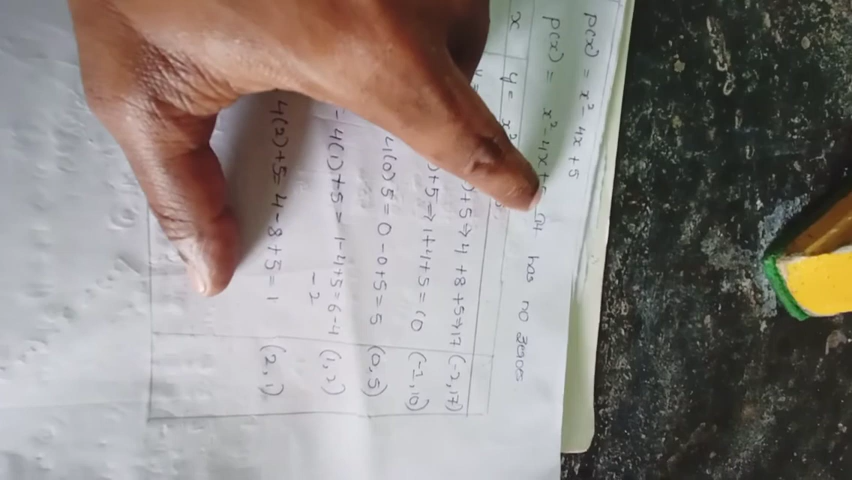 p(x) = x² - 4x + 5
p(x) = x² - 4x + 5 has no zeros
x y = x²
) + 5 ⇒ 4 + 8 + 5 ⇒ 17 (-2, 17)
) + 5 ⇒ 1 + 4 + 5 = 10 (-2, 10)
4(0) 5 = 0 - 0 + 5 = 5 (0, 5)
- 4(1) + 5 = 1 - 4 + 5 = 6 - 4 (1, 2)
- 2
4(2) + 5 = 4 - 8 + 5 = 1 (2, 1)